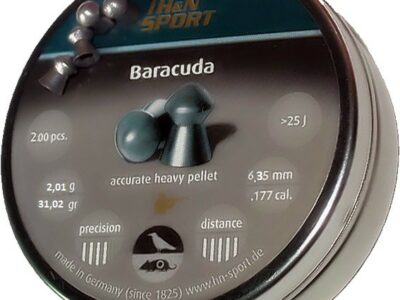 H&N
SPORT
Baracuda
200 pcs.
>25 J
accurate heavy pellet
2,01 g
31,02 gr
6,35 mm
.177 cal.
precision
distance
made in Germany (since 1825) www.hn-sport.de